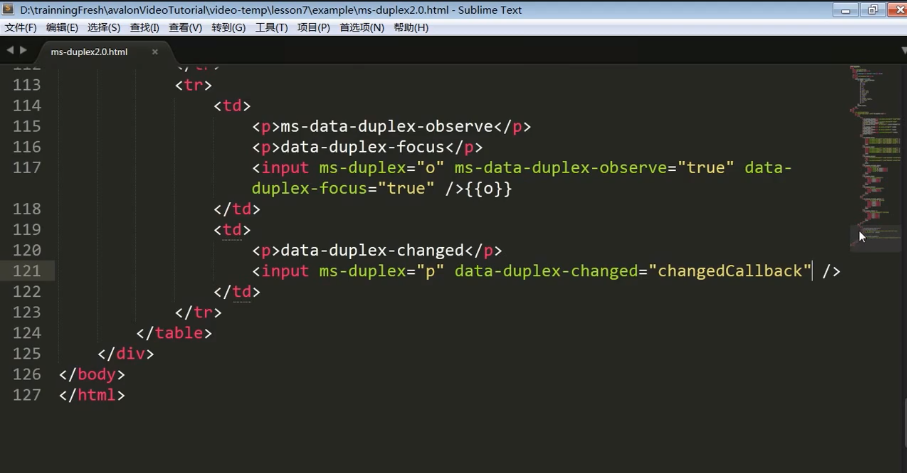 D:\trainningFresh\avalonVideoTutorial\video-temp\lesson7\example\ms-duplex2.0.html - Sublime Text
文件(F) 编辑(E) 选择(S) 查找(I) 查看(V) 转到(G) 工具(T) 项目(P) 首选项(N) 帮助(H)
ms-duplex2.0.html ×
112 </tr>
113 <tr>
114 <td>
115 <p>ms-data-duplex-observe</p>
116 <p>data-duplex-focus</p>
117 <input ms-duplex="o" ms-data-duplex-observe="true" data-
duplex-focus="true" />{{o}}
118 </td>
119 <td>
120 <p>data-duplex-changed</p>
121 <input ms-duplex="p" data-duplex-changed="changedCallback" />
122 </td>
123 </tr>
124 </table>
125 </div>
126 </body>
127 </html>